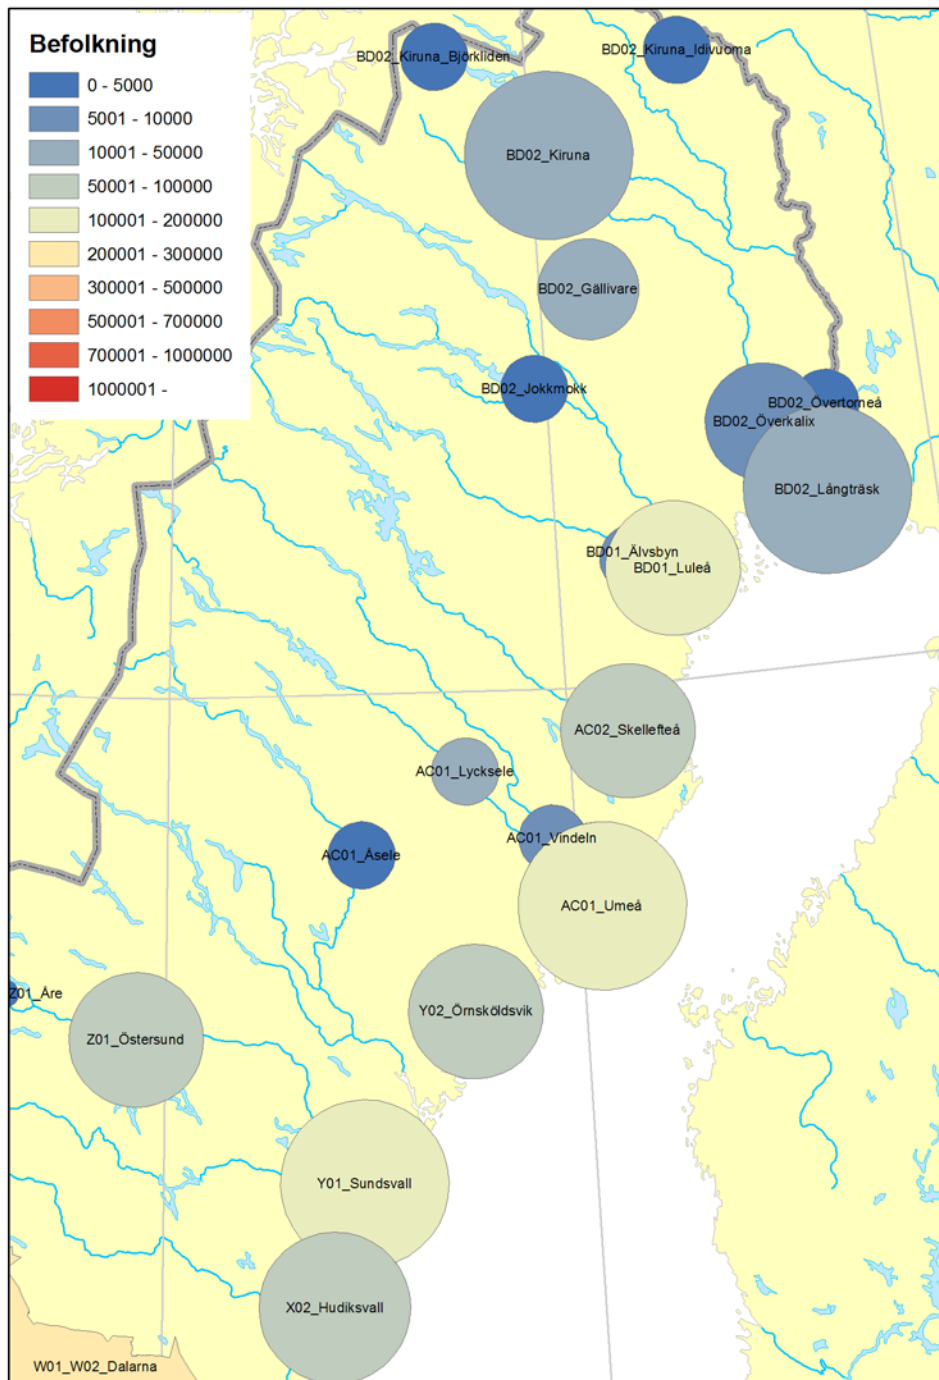 Befolkning
0 - 5000
5001 - 10000
10001 - 50000
50001 - 100000
100001 - 200000
200001 - 300000
300001 - 500000
500001 - 700000
700001 - 1000000
1000001 -
BD02_Kiruna_Björkliden
BD02_Kiruna_Idivuoma
BD02_Kiruna
BD02_Gällivare
BD02_Jokkmokk
BD02_Övertorneå
BD02_Överkalix
BD02_Långträsk
BD01_Älvsbyn
BD01_Luleå
AC02_Skellefteå
AC01_Lycksele
AC01_Vindeln
AC01_Åsele
AC01_Umeå
Z01_Åre
Y02_Örnsköldsvik
Z01_Östersund
Y01_Sundsvall
X02_Hudiksvall
W01_W02_Dalarna